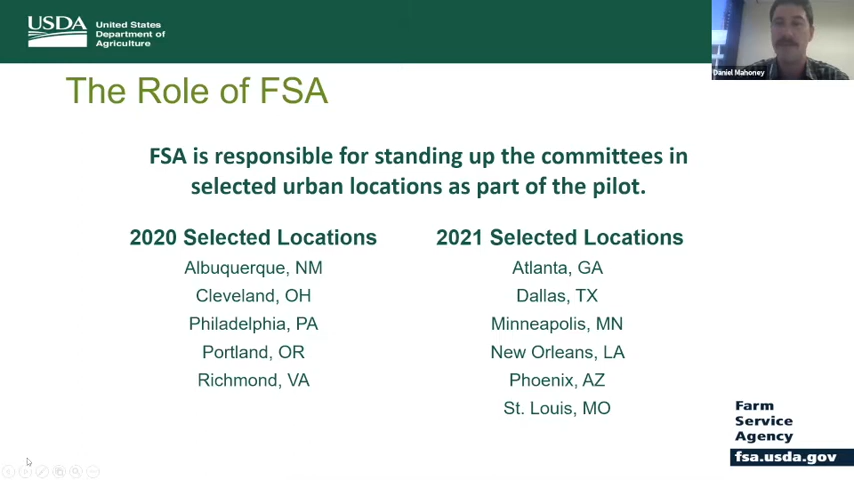 USDA
United States
Department of
Agriculture
Daniel Mahoney
The Role of FSA
FSA is responsible for standing up the committees in
selected urban locations as part of the pilot.
2020 Selected Locations
Albuquerque, NM
Cleveland, OH
Philadelphia, PA
Portland, OR
Richmond, VA
2021 Selected Locations
Atlanta, GA
Dallas, TX
Minneapolis, MN
New Orleans, LA
Phoenix, AZ
St. Louis, MO
Farm
Service
Agency
fsa.usda.gov